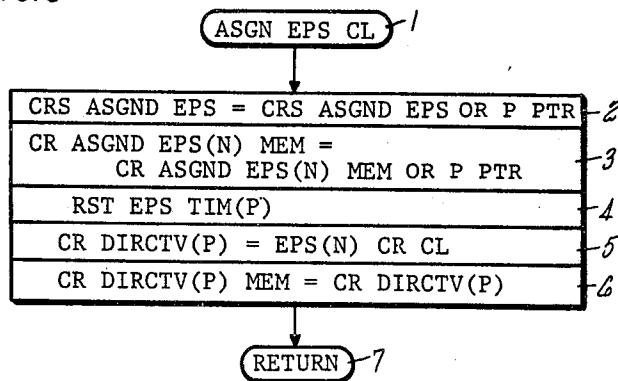 ASGN EPS CL 1
CRS ASGND EPS = CRS ASGND EPS OR P PTR 2
CR ASGND EPS(N) MEM =
CR ASGND EPS(N) MEM OR P PTR 3
RST EPS TIM(P) 4
CR DIRCTV(P) = EPS(N) CR CL 5
CR DIRCTV(P) MEM = CR DIRCTV(P) 6
RETURN 7